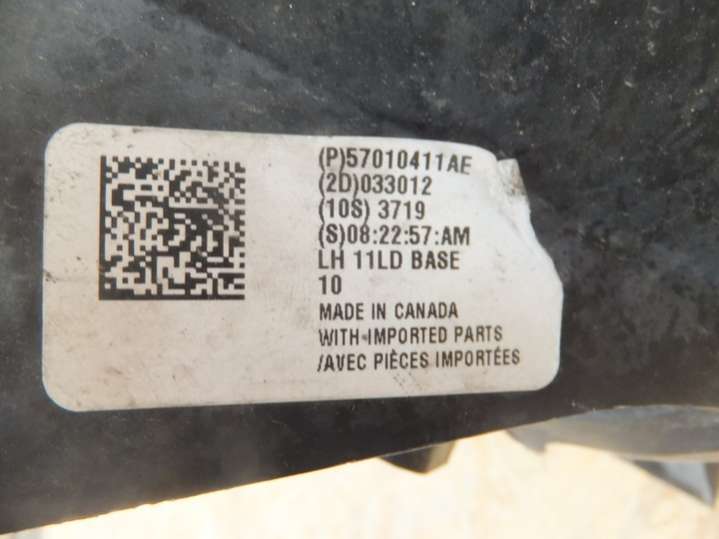 (P)57010411AE
(2D)033012
(10S) 3719
(S)08:22:57:AM
LH 11LD BASE
10
MADE IN CANADA
WITH IMPORTED PARTS
/AVEC PIÈCES IMPORTÉES